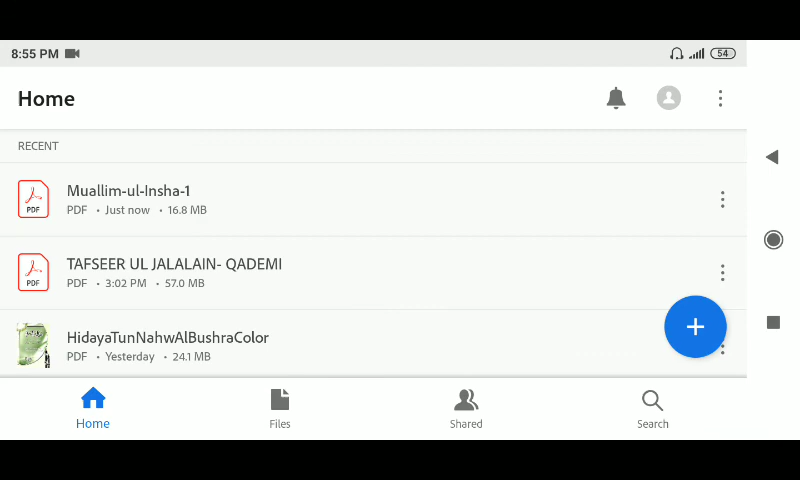 8:55 PM
54
Home
RECENT
Muallim-ul-Insha-1
PDF • Just now • 16.8 MB
PDF
TAFSEER UL JALALAIN- QADEMI
PDF • 3:02 PM • 57.0 MB
PDF
HidayaTunNahwAlBushraColor
PDF • Yesterday • 24.1 MB
Home
Files
Shared
Search